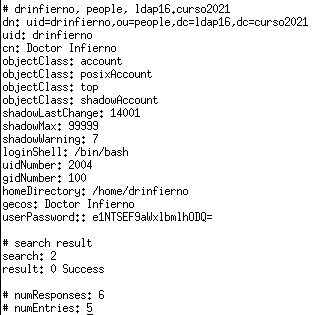 # drinfierno, people, ldap16.curso2021
dn: uid=drinfierno,ou=people,dc=ldap16,dc=curso2021
uid: drinfierno
cn: Doctor Infierno
objectClass: account
objectClass: posixAccount
objectClass: top
objectClass: shadowAccount
shadowLastChange: 14001
shadowMax: 99999
shadowWarning: 7
loginShell: /bin/bash
uidNumber: 2004
gidNumber: 100
homeDirectory: /home/drinfierno
gecos: Doctor Infierno
userPassword:: e1NTSEF9aWxlbmlhODQ=
# search result
search: 2
result: 0 Success
# numResponses: 6
# numEntries: 5